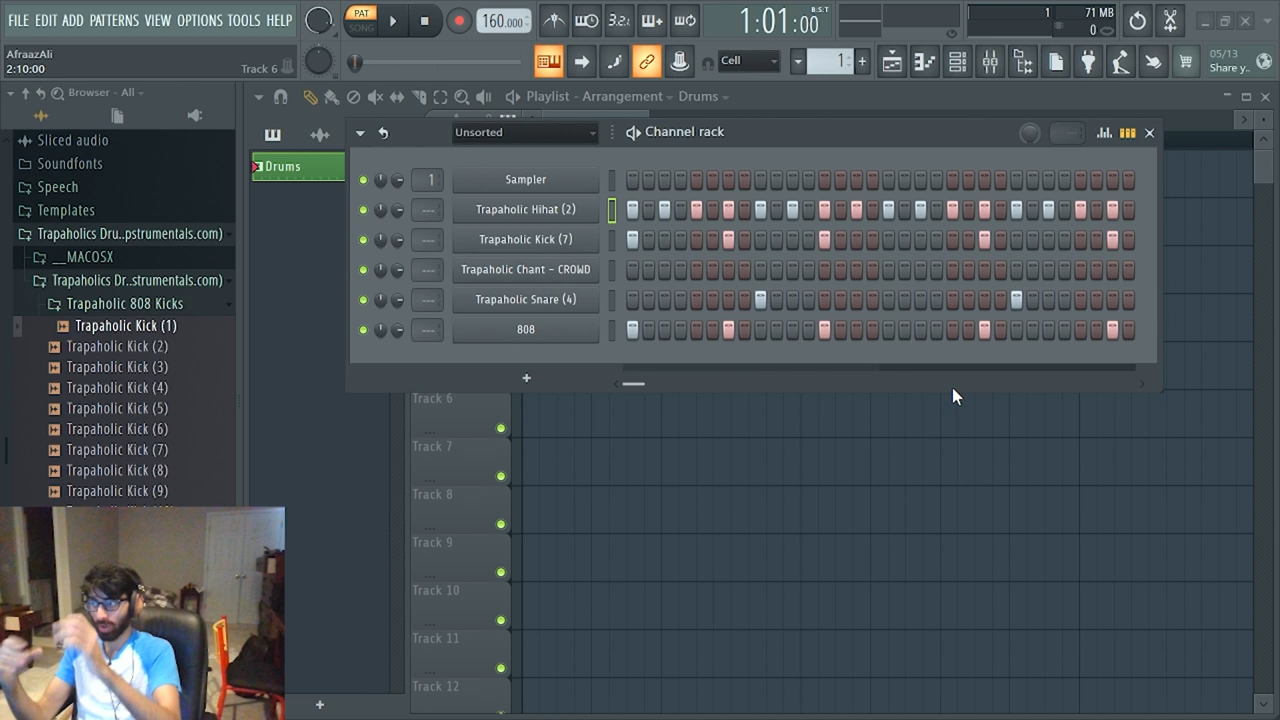 FILE EDIT ADD PATTERNS VIEW OPTIONS TOOLS HELP
PAT
SONG
160.000
3.2.
1:01:00
B:S:T
1
71 MB
0
AfraazAli
2:10:00
Track 6
Cell
1
05/13
Share y..
Browser - All
Playlist - Arrangement
Drums
Sliced audio
Soundfonts
Speech
Templates
Trapaholics Dru..pstrumentals.com)
__MACOSX
Trapaholics Dr..strumentals.com)
Trapaholic 808 Kicks
Trapaholic Kick (1)
Trapaholic Kick (2)
Trapaholic Kick (3)
Trapaholic Kick (4)
Trapaholic Kick (5)
Trapaholic Kick (6)
Trapaholic Kick (7)
Trapaholic Kick (8)
Trapaholic Kick (9)
Drums
Unsorted
Channel rack
1
Sampler
Trapaholic Hihat (2)
Trapaholic Kick (7)
Trapaholic Chant - CROWD
Trapaholic Snare (4)
808
Track 6
Track 7
Track 8
Track 9
Track 10
Track 11
Track 12